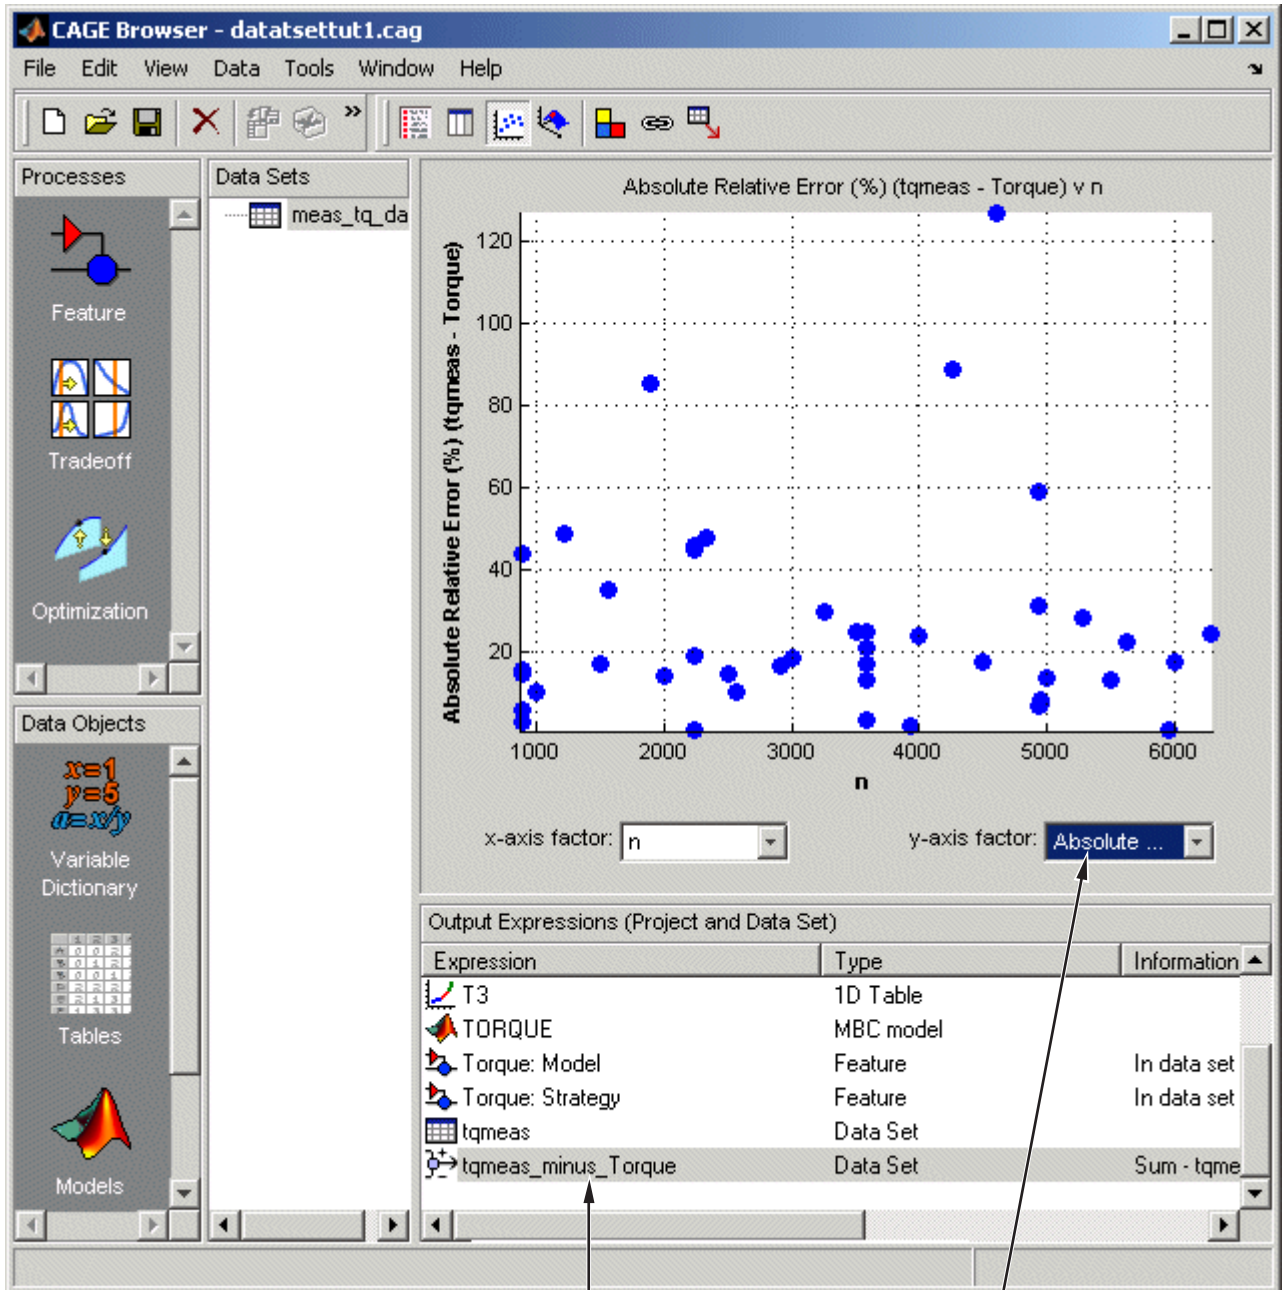 CAGE Browser - datatsettut1.cag
File Edit View Data Tools Window Help
Processes
Feature
Tradeoff
Optimization
Data Objects
x=1
y=5
a=x/y
Variable
Dictionary
Tables
Models
Data Sets
meas_tq_da
Absolute Relative Error (%) (tqmeas - Torque) v n
Absolute Relative Error (%) (tqmeas - Torque)
120
100
80
60
40
20
1000 2000 3000 4000 5000 6000
n
x-axis factor: n
y-axis factor: Absolute ...
Output Expressions (Project and Data Set)
Expression Type Information
T3 1D Table
TORQUE MBC model
Torque: Model Feature In data set
Torque: Strategy Feature In data set
tqmeas Data Set
tqmeas_minus_Torque Data Set Sum - tqme